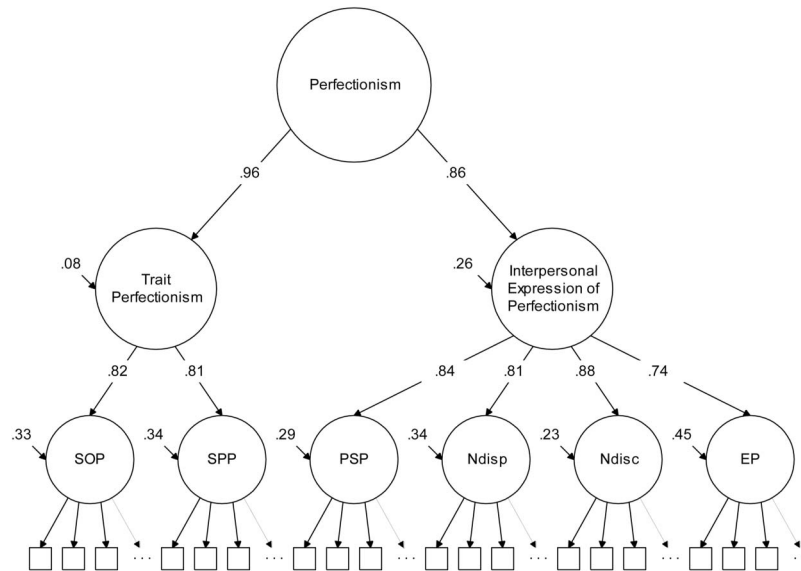 Perfectionism
.96
.86
.08
.26
Trait
Perfectionism
Interpersonal
Expression of
Perfectionism
.82
.81
.84
.81
.88
.74
.33
.34
.29
.34
.23
.45
SOP
SPP
PSP
Ndisp
Ndisc
EP
... ... ... ... ... .